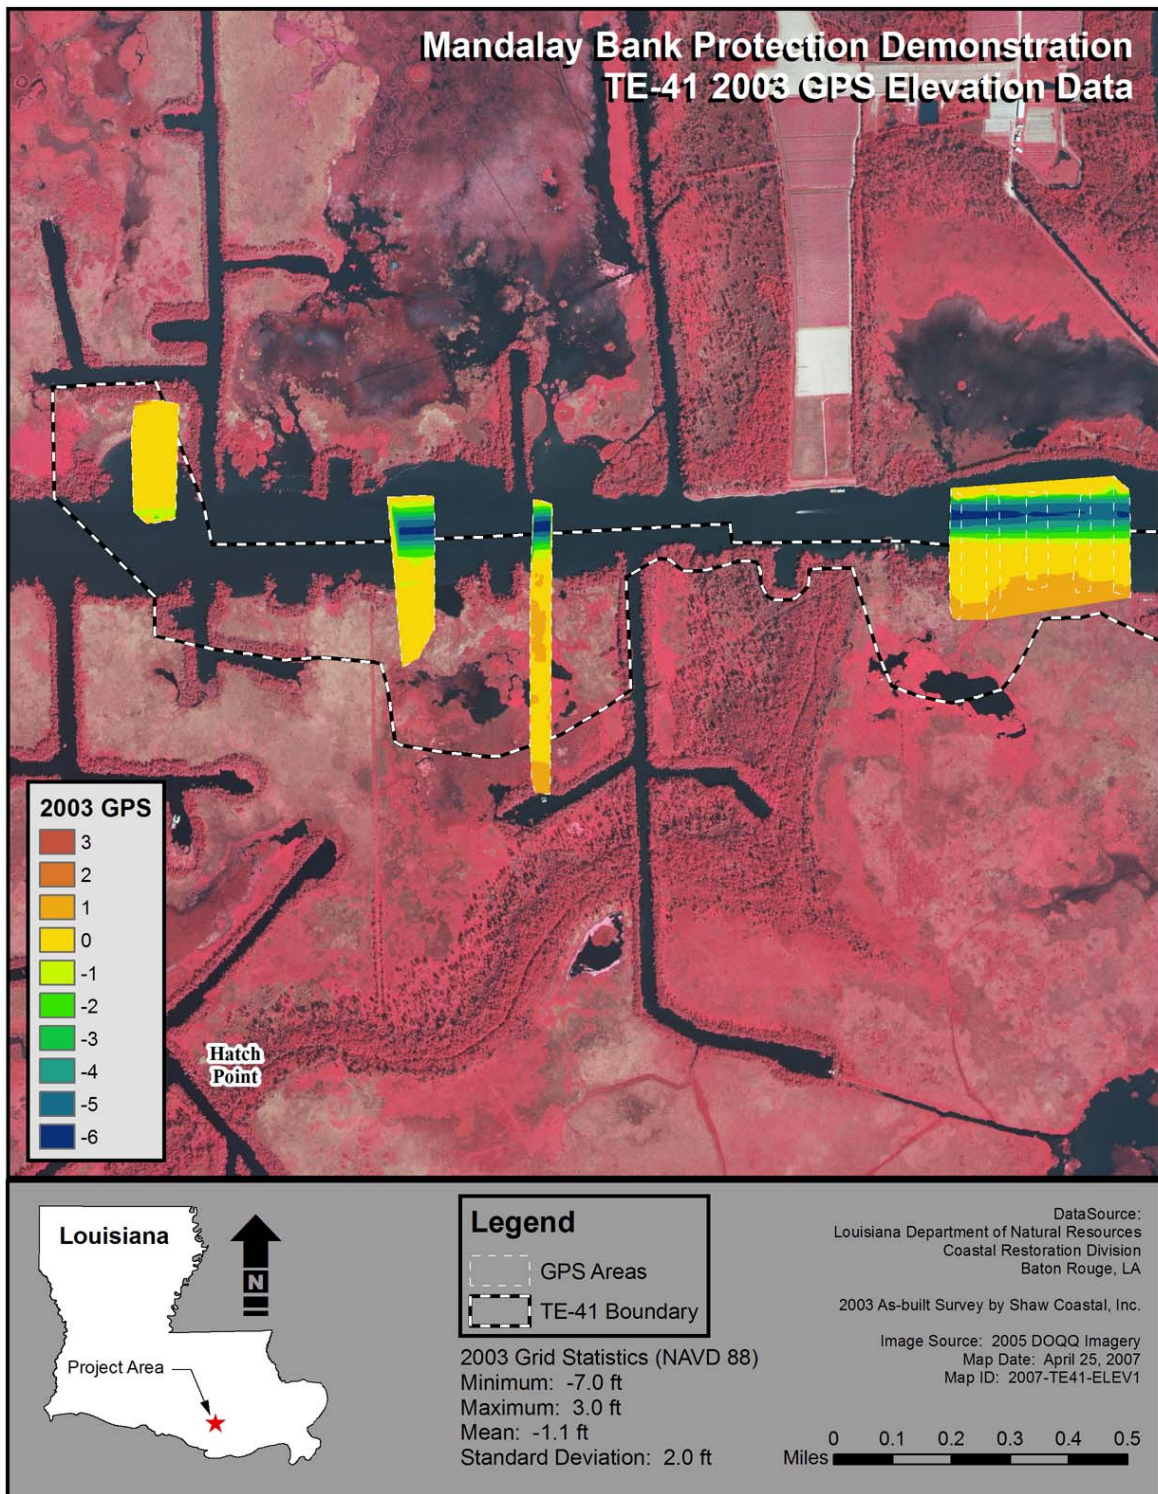 Mandalay Bank Protection Demonstration
TE-41 2003 GPS Elevation Data
2003 GPS
3
2
1
0
-1
-2
-3
-4
-5
-6
Hatch
Point
Louisiana
Project Area
N
Legend
GPS Areas
TE-41 Boundary
2003 Grid Statistics (NAVD 88)
Minimum: -7.0 ft
Maximum: 3.0 ft
Mean: -1.1 ft
Standard Deviation: 2.0 ft
DataSource:
Louisiana Department of Natural Resources
Coastal Restoration Division
Baton Rouge, LA
2003 As-built Survey by Shaw Coastal, Inc.
Image Source: 2005 DOQQ Imagery
Map Date: April 25, 2007
Map ID: 2007-TE41-ELEV1
0 0.1 0.2 0.3 0.4 0.5
Miles